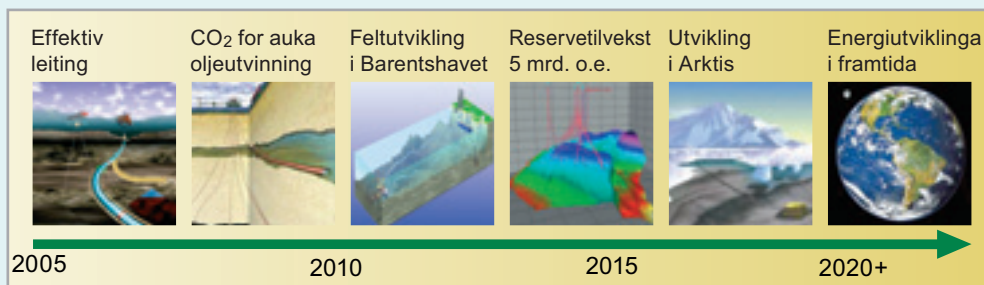 Effektiv
leiting
CO₂ for auka
oljeutvinning
Feltutvikling
i Barentshavet
Reservetilvekst
5 mrd. o.e.
Utvikling
i Arktis
Energiutviklinga
i framtida
2005
2010
2015
2020+